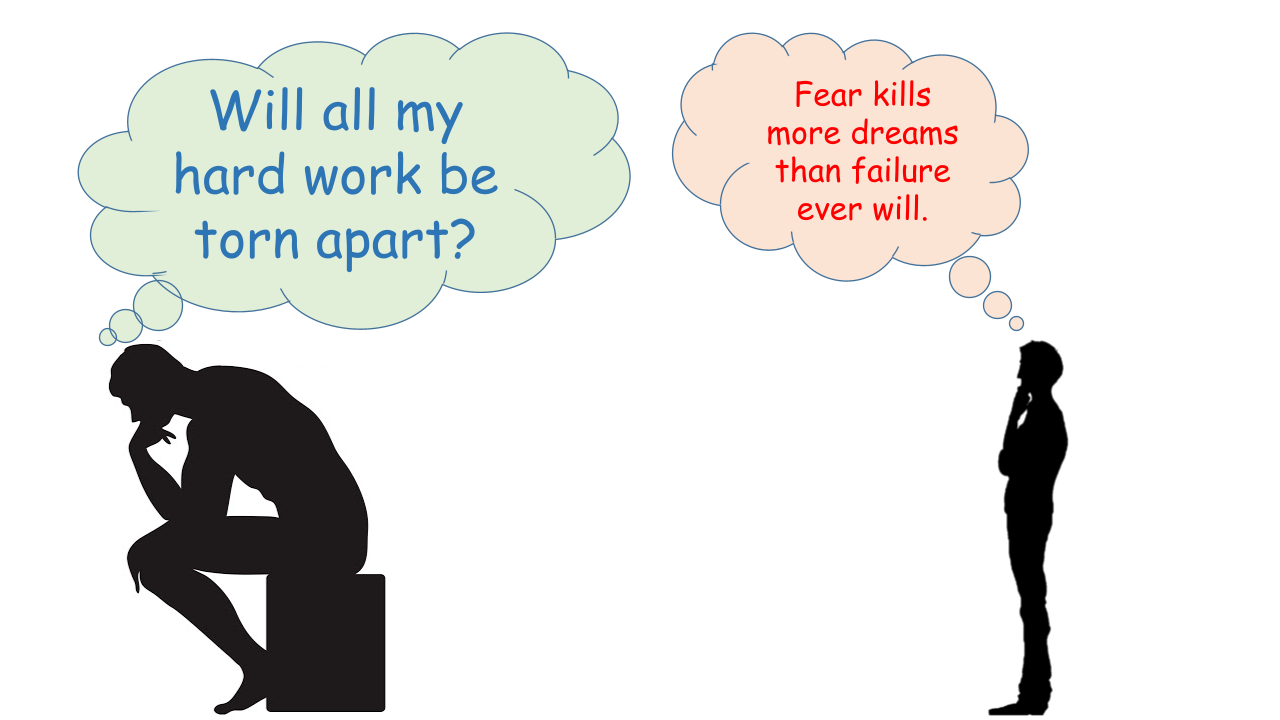 Will all my
hard work be
torn apart?
Fear kills
more dreams
than failure
ever will.